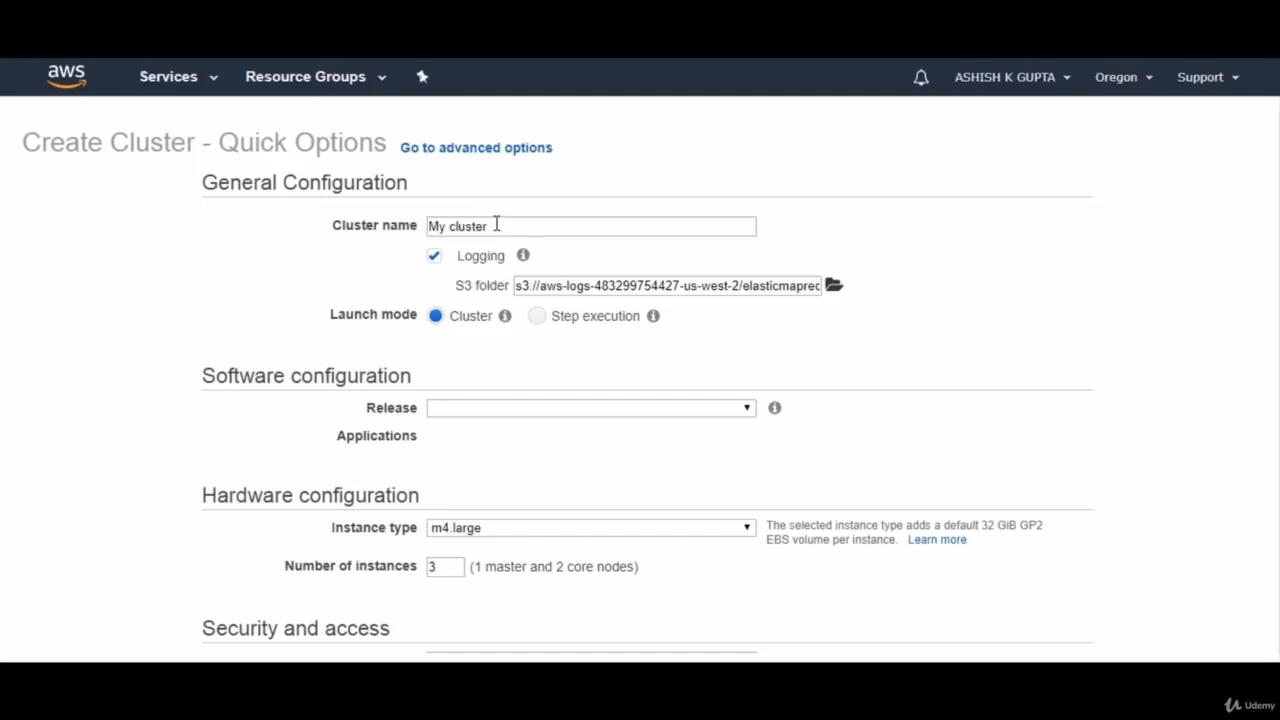 aws Services Resource Groups ASHISH K GUPTA Oregon Support
Create Cluster - Quick Options Go to advanced options
General Configuration
Cluster name My cluster
Logging
S3 folder s3://aws-logs-483299754427-us-west-2/elasticmaprec
Launch mode Cluster Step execution
Software configuration
Release
Applications
Hardware configuration
Instance type m4.large The selected instance type adds a default 32 GiB GP2
EBS volume per instance. Learn more
Number of instances 3 (1 master and 2 core nodes)
Security and access
Udemy